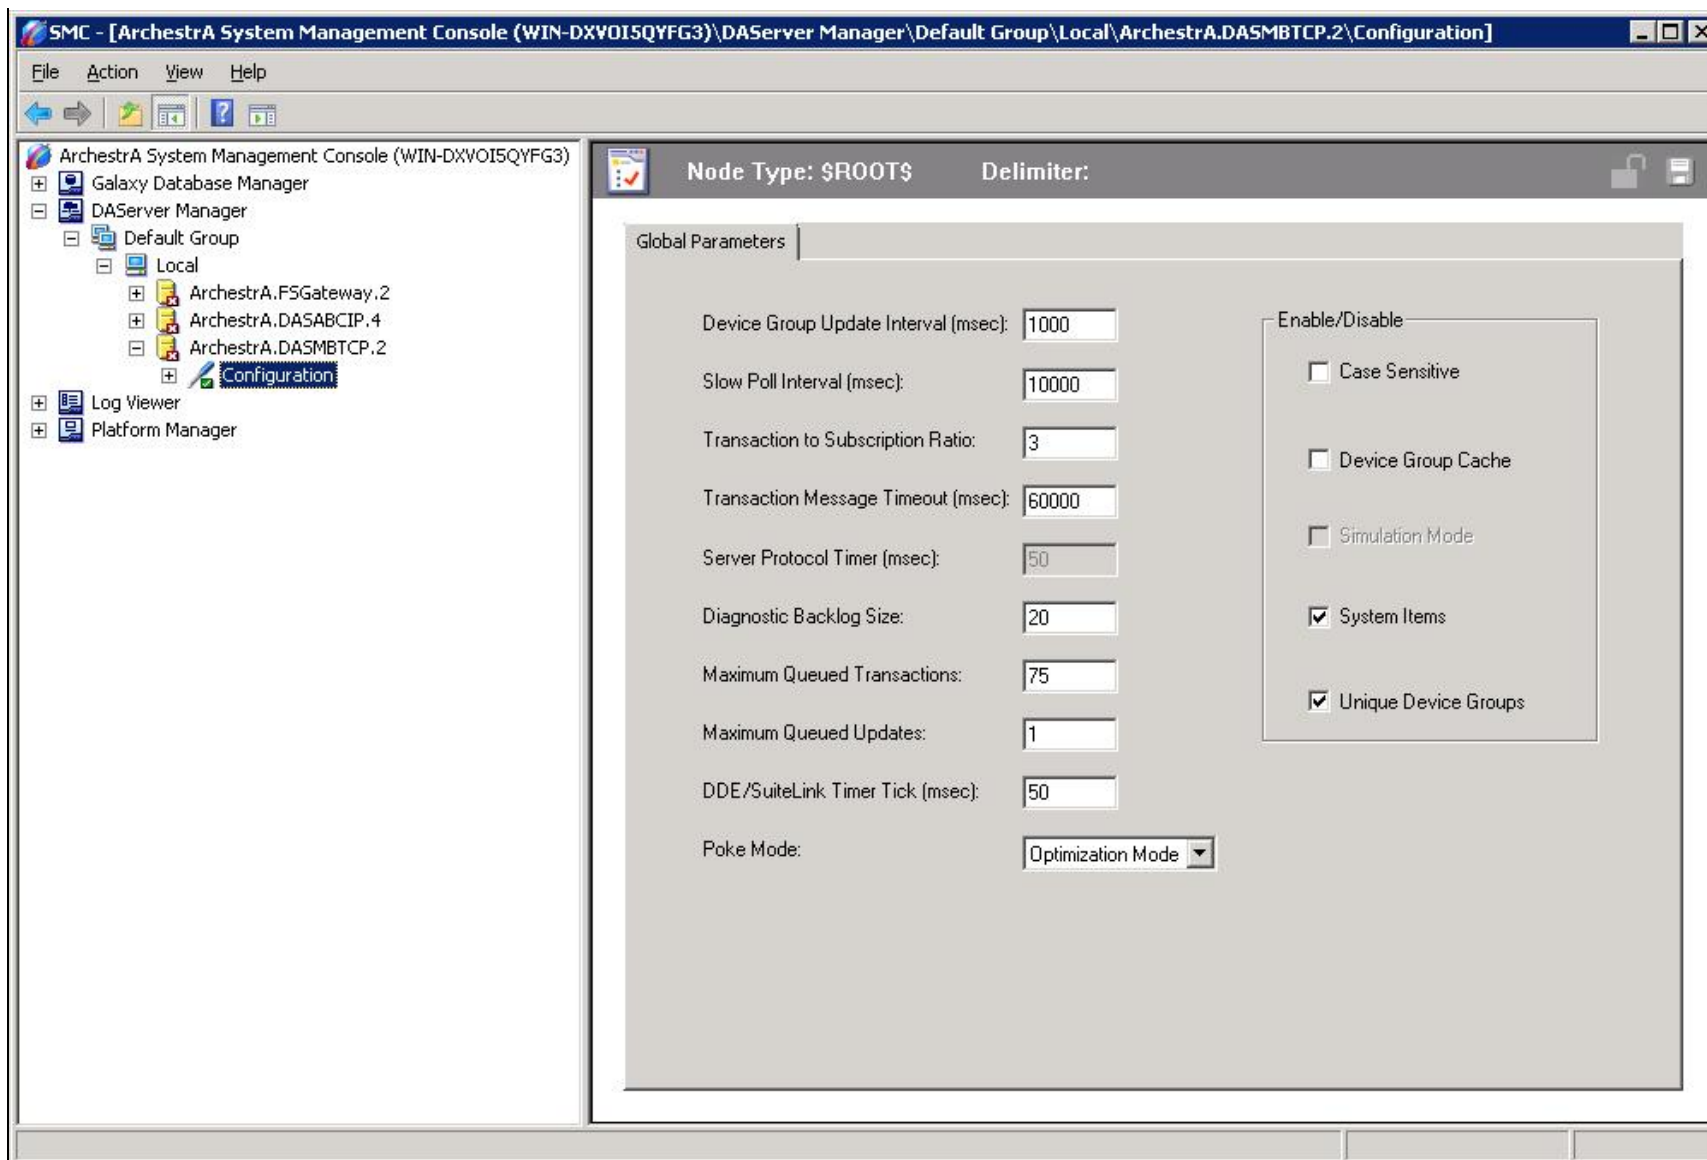 SMC - [ArchestrA System Management Console (WIN-DXVOI5QYFG3)\DAServer Manager\Default Group\Local\ArchestrA.DASMBTCP.2\Configuration]
File Action View Help
ArchestrA System Management Console (WIN-DXVOI5QYFG3)
Galaxy Database Manager
DAServer Manager
Default Group
Local
ArchestrA.FSGateway.2
ArchestrA.DASABCIP.4
ArchestrA.DASMBTCP.2
Configuration
Log Viewer
Platform Manager
Node Type: $ROOT$ Delimiter:
Global Parameters
Device Group Update Interval (msec): 1000
Slow Poll Interval (msec): 10000
Transaction to Subscription Ratio: 3
Transaction Message Timeout (msec): 60000
Server Protocol Timer (msec): 50
Diagnostic Backlog Size: 20
Maximum Queued Transactions: 75
Maximum Queued Updates: 1
DDE/SuiteLink Timer Tick (msec): 50
Poke Mode: Optimization Mode
Enable/Disable
Case Sensitive
Device Group Cache
Simulation Mode
System Items
Unique Device Groups